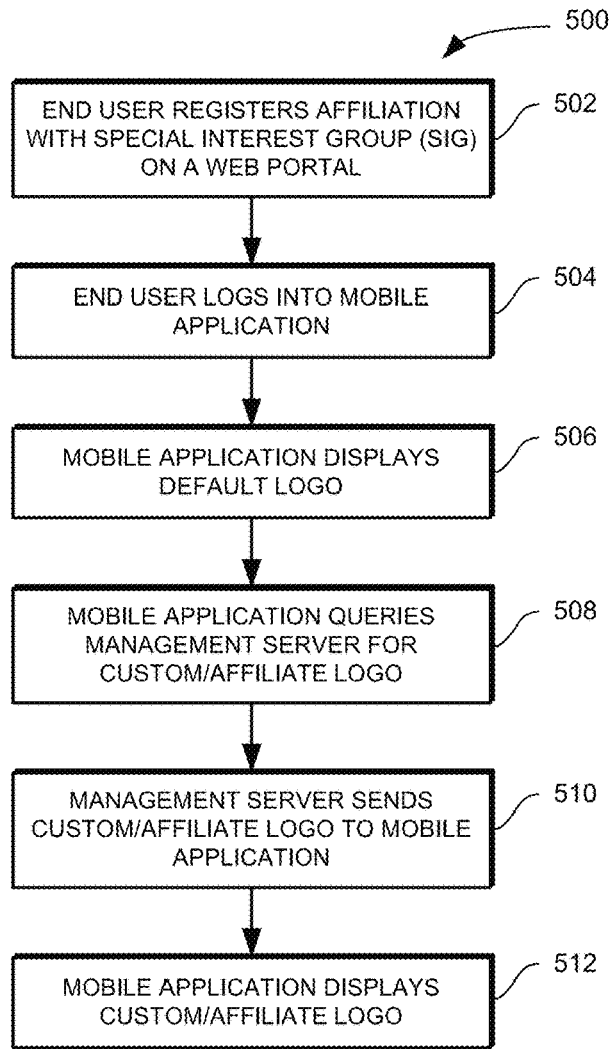 500
END USER REGISTERS AFFILIATION
WITH SPECIAL INTEREST GROUP (SIG)
ON A WEB PORTAL
502
END USER LOGS INTO MOBILE
APPLICATION
504
MOBILE APPLICATION DISPLAYS
DEFAULT LOGO
506
MOBILE APPLICATION QUERIES
MANAGEMENT SERVER FOR
CUSTOM/AFFILIATE LOGO
508
MANAGEMENT SERVER SENDS
CUSTOM/AFFILIATE LOGO TO MOBILE
APPLICATION
510
MOBILE APPLICATION DISPLAYS
CUSTOM/AFFILIATE LOGO
512